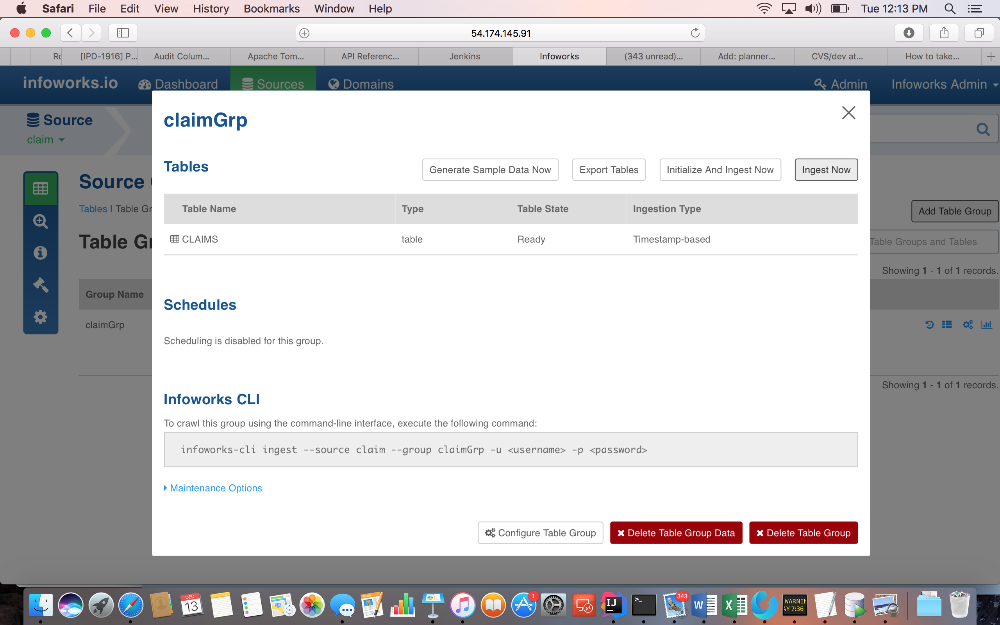 Safari File Edit View History Bookmarks Window Help Tue 12:13 PM
54.174.145.91
[IPD-1916] P... Audit Colum... Apache Tom... API Referenc... Jenkins Infoworks (343 unread)... Add: planner... CVS/dev at... How to take...
infoworks.io Dashboard Sources Domains Admin Infoworks Admin
Source
claim
claimGrp
Tables
Generate Sample Data Now Export Tables Initialize And Ingest Now Ingest Now
Source
Tables | Table Gr
Add Table Group
Table Name Type Table State Ingestion Type
CLAIMS table Ready Timestamp-based
Table Gr
Table Groups and Tables
Showing 1 - 1 of 1 records.
Group Name
Schedules
claimGrp
Scheduling is disabled for this group.
Showing 1 - 1 of 1 records.
Infoworks CLI
To crawl this group using the command-line interface, execute the following command:
infoworks-cli ingest --source claim --group claimGrp -u <username> -p <password>
Maintenance Options
Configure Table Group Delete Table Group Data Delete Table Group
DEC
13
PAGES
3D
280
1
IJ
>_
343
W
X
WARNIN
AY 7:36